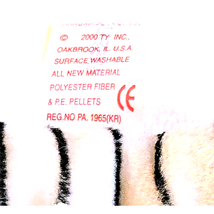 © 2000 TY INC.,
OAKBROOK, IL. U.S.A.
SURFACE WASHABLE
ALL NEW MATERIAL
POLYESTER FIBER
& P.E. PELLETS CE
REG.NO PA. 1965(KR)